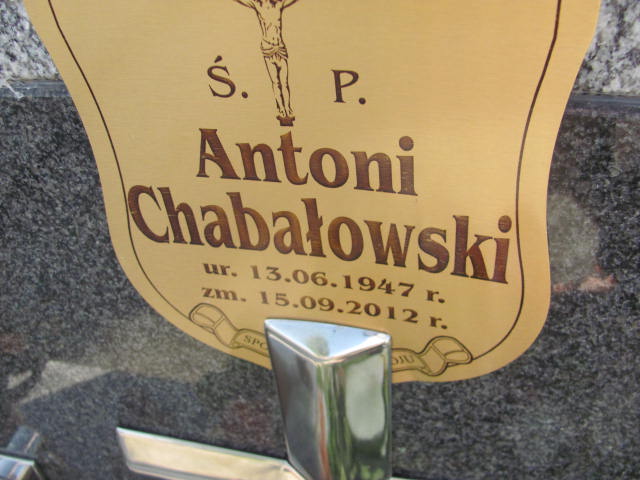 Ś. P.
Antoni
Chabałowski
ur. 13.06.1947 r.
zm. 15.09.2012 r.